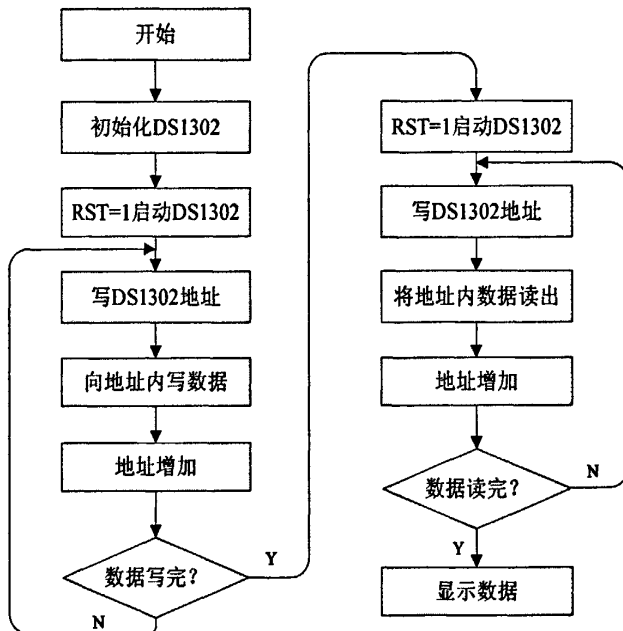 开始
初始化DS1302
RST=1启动DS1302
写DS1302地址
向地址内写数据
地址增加
数据写完？
Y
N
RST=1启动DS1302
写DS1302地址
将地址内数据读出
地址增加
数据读完？
N
Y
显示数据